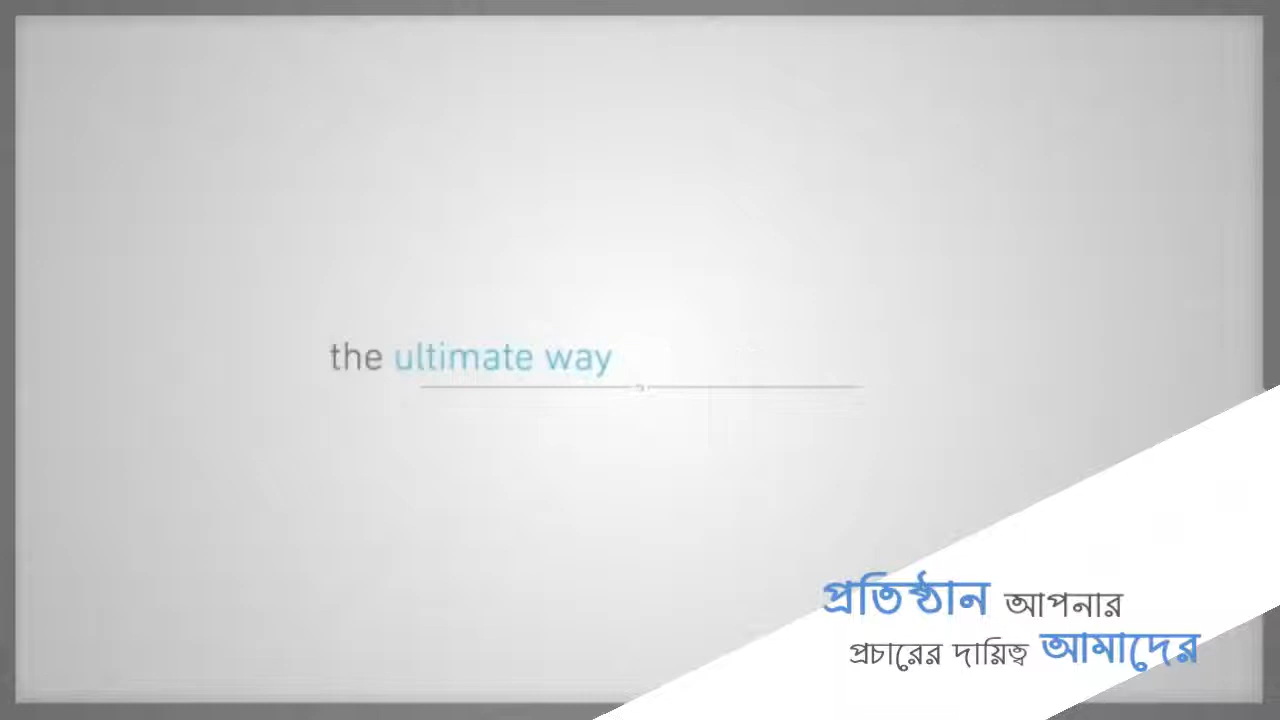 the ultimate way
প্রতিষ্ঠান আপনার
প্রচারের দায়িত্ব আমাদের